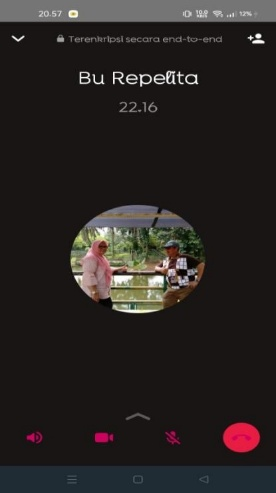 20.57
12%
Terenkripsi secara end-to-end
Bu Repelita
22.16